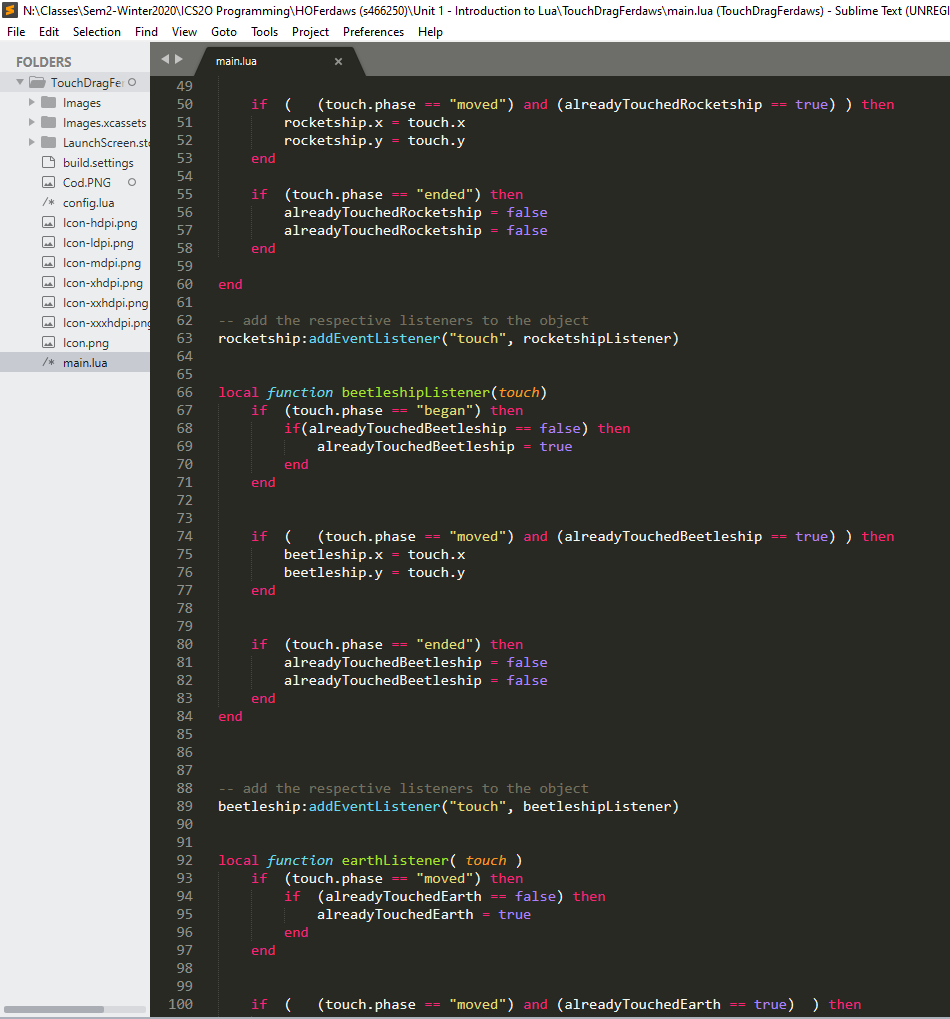 N:\Classes\Sem2-Winter2020\ICS2O Programming\HOFerdaws (s466250)\Unit 1 - Introduction to Lua\TouchDragFerdaws\main.lua (TouchDragFerdaws) - Sublime Text (UNREGI
File Edit Selection Find View Goto Tools Project Preferences Help
FOLDERS
TouchDragFer
Images
Images.xcassets
LaunchScreen.sto
build.settings
Cod.PNG
/* config.lua
Icon-hdpi.png
Icon-ldpi.png
Icon-mdpi.png
Icon-xhdpi.png
Icon-xxhdpi.png
Icon-xxxhdpi.png
Icon.png
/* main.lua
main.lua ×
49
50 if ( (touch.phase == "moved") and (alreadyTouchedRocketship == true) ) then
51 rocketship.x = touch.x
52 rocketship.y = touch.y
53 end
54
55 if (touch.phase == "ended") then
56 alreadyTouchedRocketship = false
57 alreadyTouchedRocketship = false
58 end
59
60 end
61
62 -- add the respective listeners to the object
63 rocketship:addEventListener("touch", rocketshipListener)
64
65
66 local function beetleshipListener(touch)
67 if (touch.phase == "began") then
68 if(alreadyTouchedBeetleship == false) then
69 alreadyTouchedBeetleship = true
70 end
71 end
72
73
74 if ( (touch.phase == "moved") and (alreadyTouchedBeetleship == true) ) then
75 beetleship.x = touch.x
76 beetleship.y = touch.y
77 end
78
79
80 if (touch.phase == "ended") then
81 alreadyTouchedBeetleship = false
82 alreadyTouchedBeetleship = false
83 end
84 end
85
86
87
88 -- add the respective listeners to the object
89 beetleship:addEventListener("touch", beetleshipListener)
90
91
92 local function earthListener( touch )
93 if (touch.phase == "moved") then
94 if (alreadyTouchedEarth == false) then
95 alreadyTouchedEarth = true
96 end
97 end
98
99
100 if ( (touch.phase == "moved") and (alreadyTouchedEarth == true) ) then